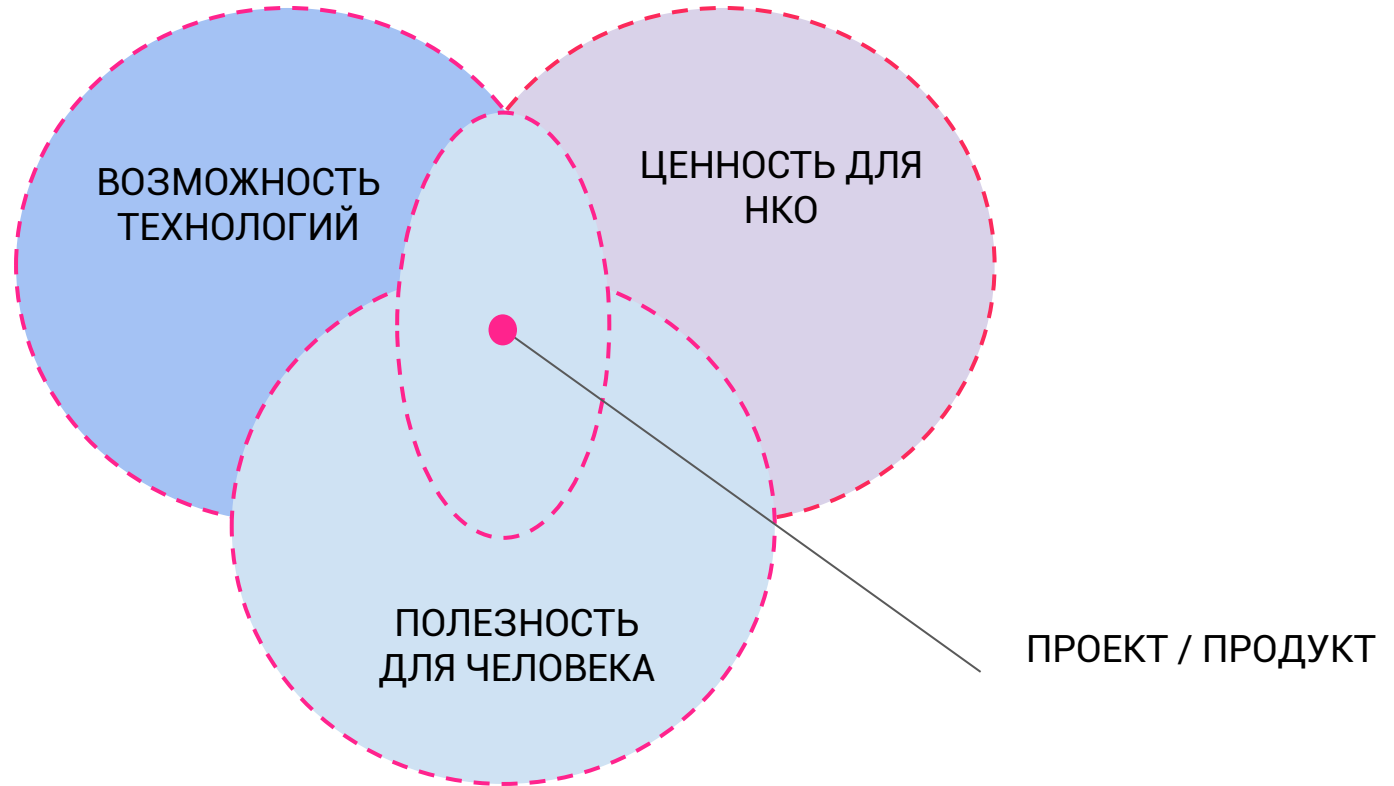 ВОЗМОЖНОСТЬ
ТЕХНОЛОГИЙ
ЦЕННОСТЬ ДЛЯ
НКО
ПОЛЕЗНОСТЬ
ДЛЯ ЧЕЛОВЕКА
ПРОЕКТ / ПРОДУКТ